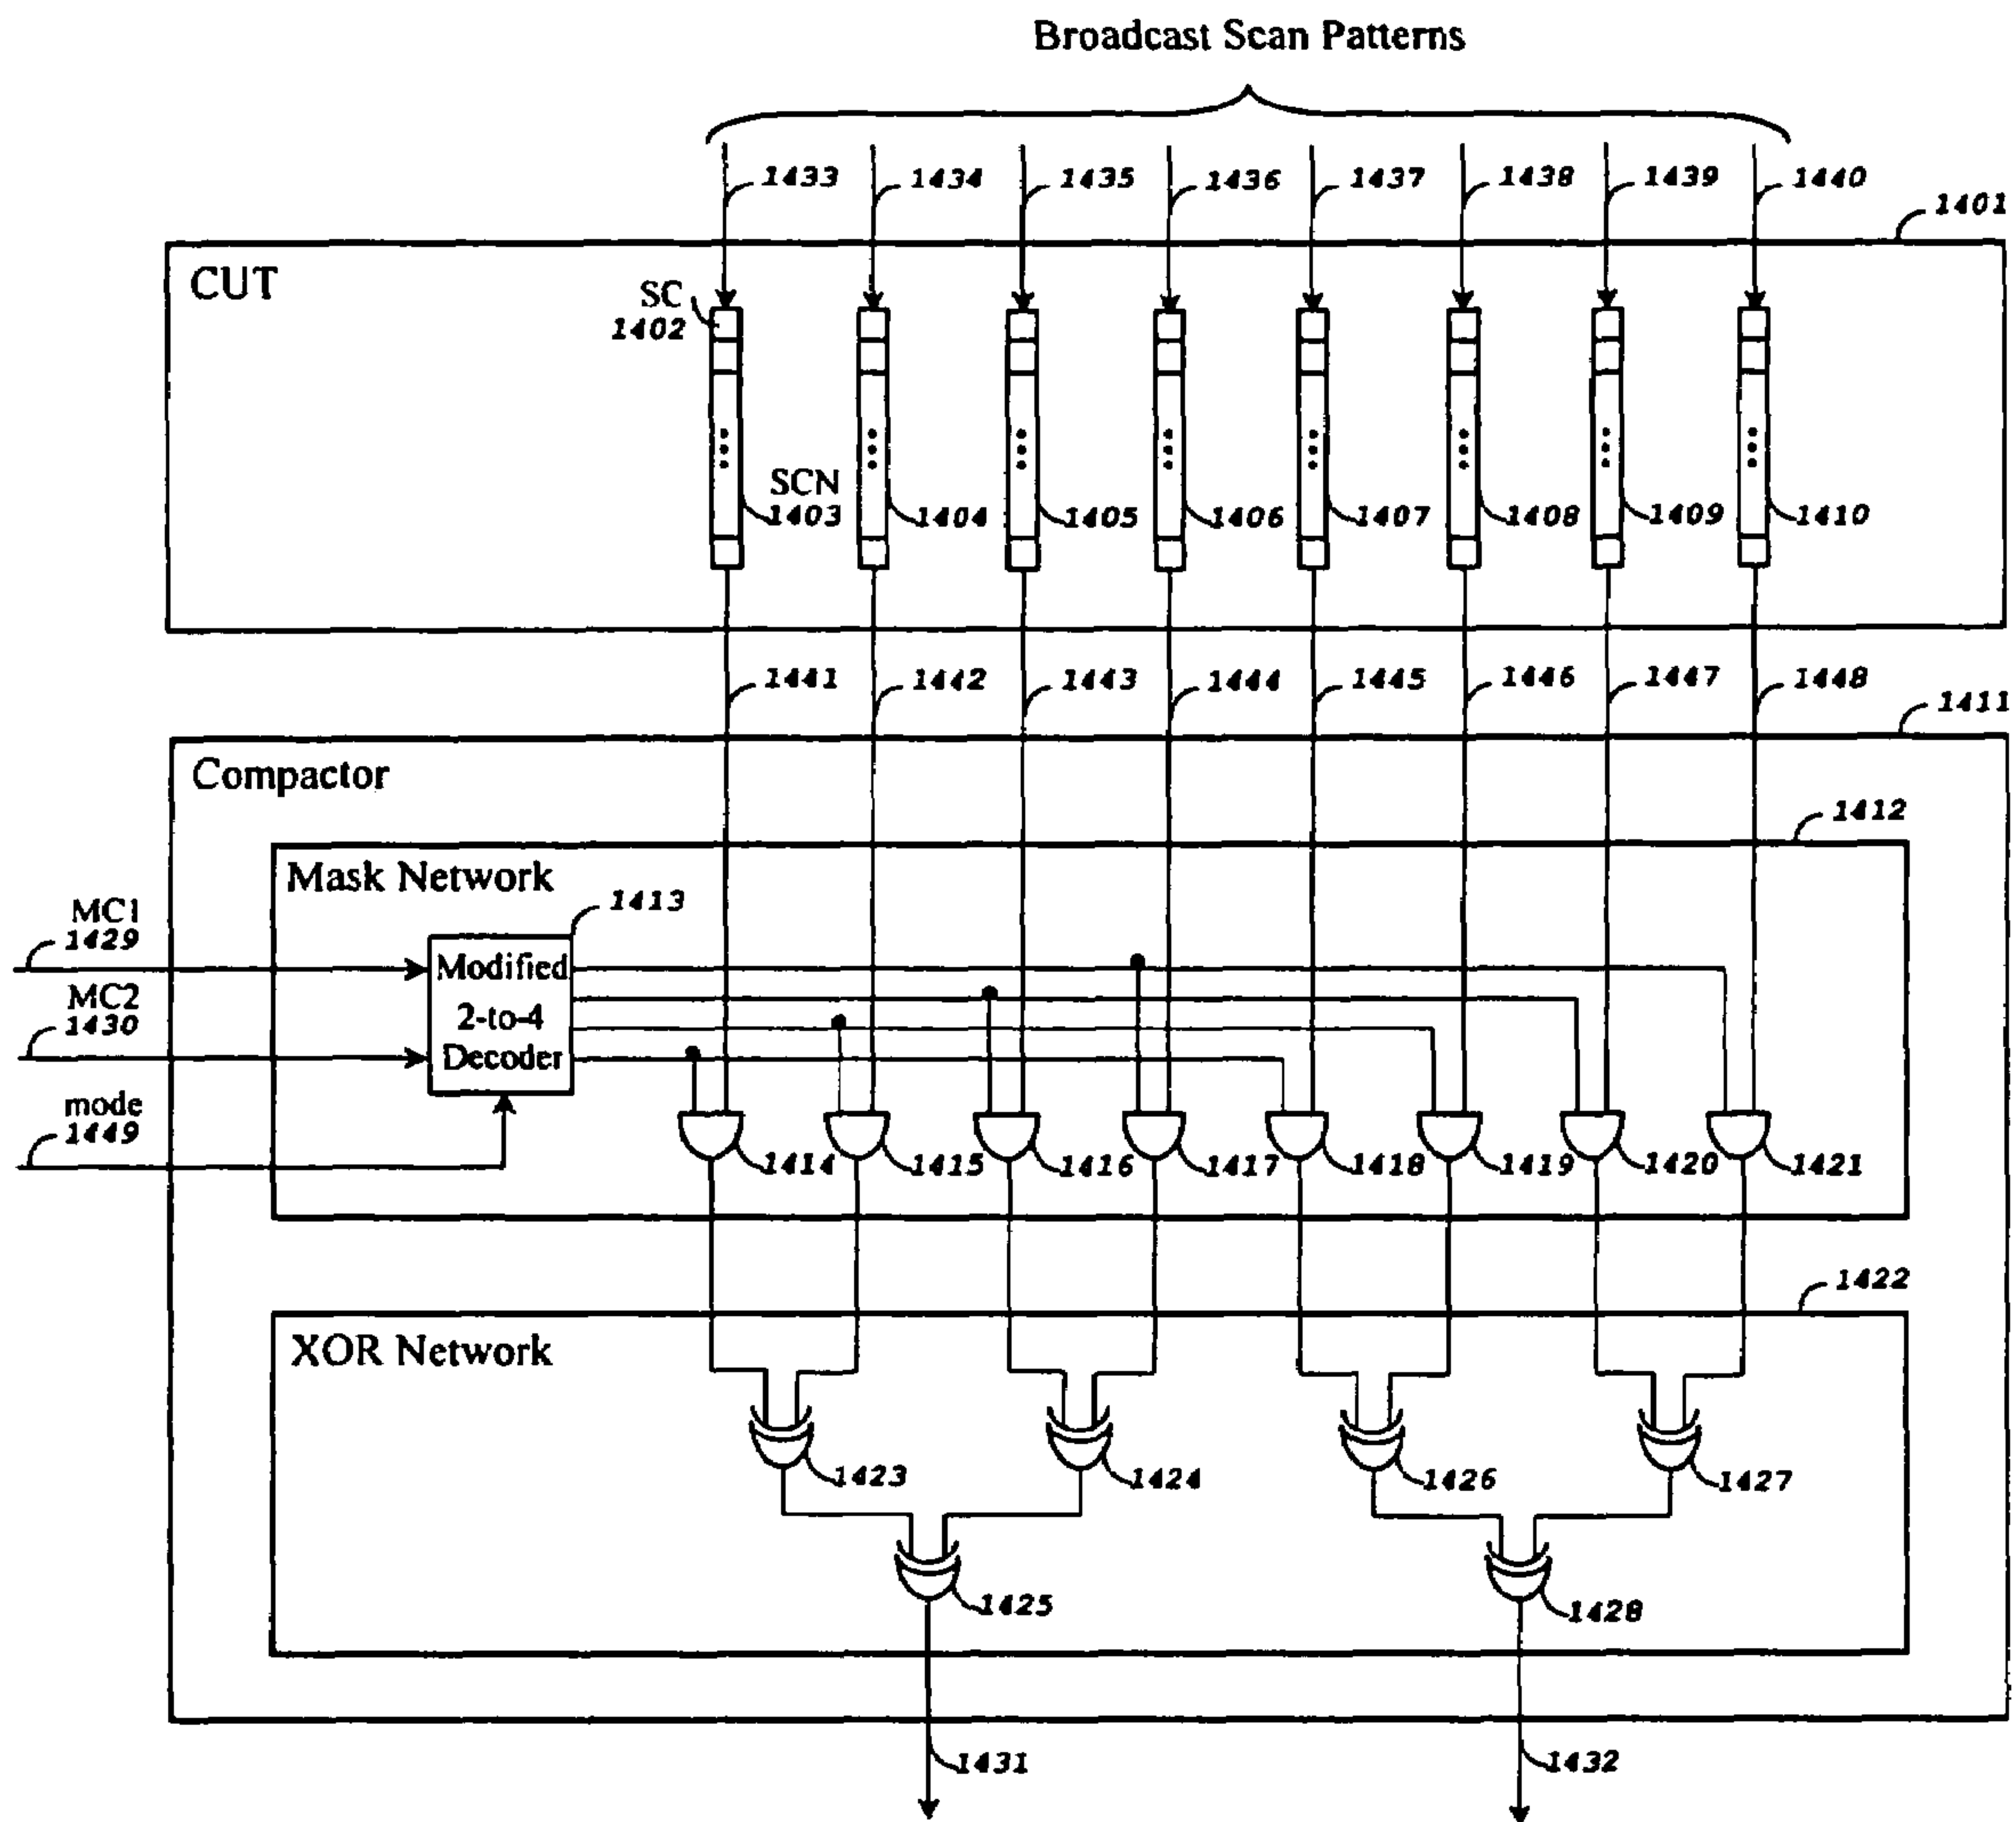 Broadcast Scan Patterns
1433 1434 1435 1436 1437 1438 1439 1440
1401
CUT
SC
1402
SCN
1403 1404 1405 1406 1407 1408 1409 1410
1441 1442 1443 1444 1445 1446 1447 1448
1411
Compactor
1412
Mask Network
1413
MC1
1429
Modified
2-to-4
Decoder
MC2
1430
mode
1449
1414 1415 1416 1417 1418 1419 1420 1421
1422
XOR Network
1423 1424 1426 1427
1425 1428
1431 1432